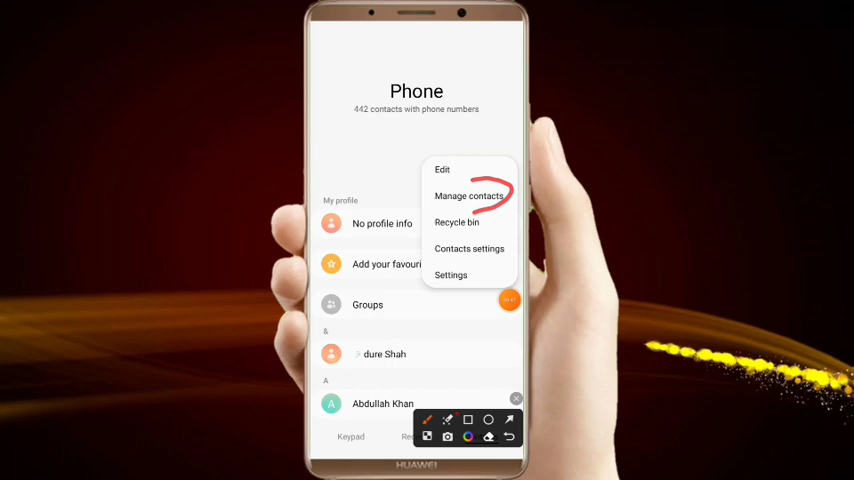 Phone
442 contacts with phone numbers
Edit
Manage contacts
Recycle bin
Contacts settings
Settings
My profile
No profile info
Add your favouri
Groups
&
dure Shah
A
A Abdullah Khan
Keypad
HUAWEI